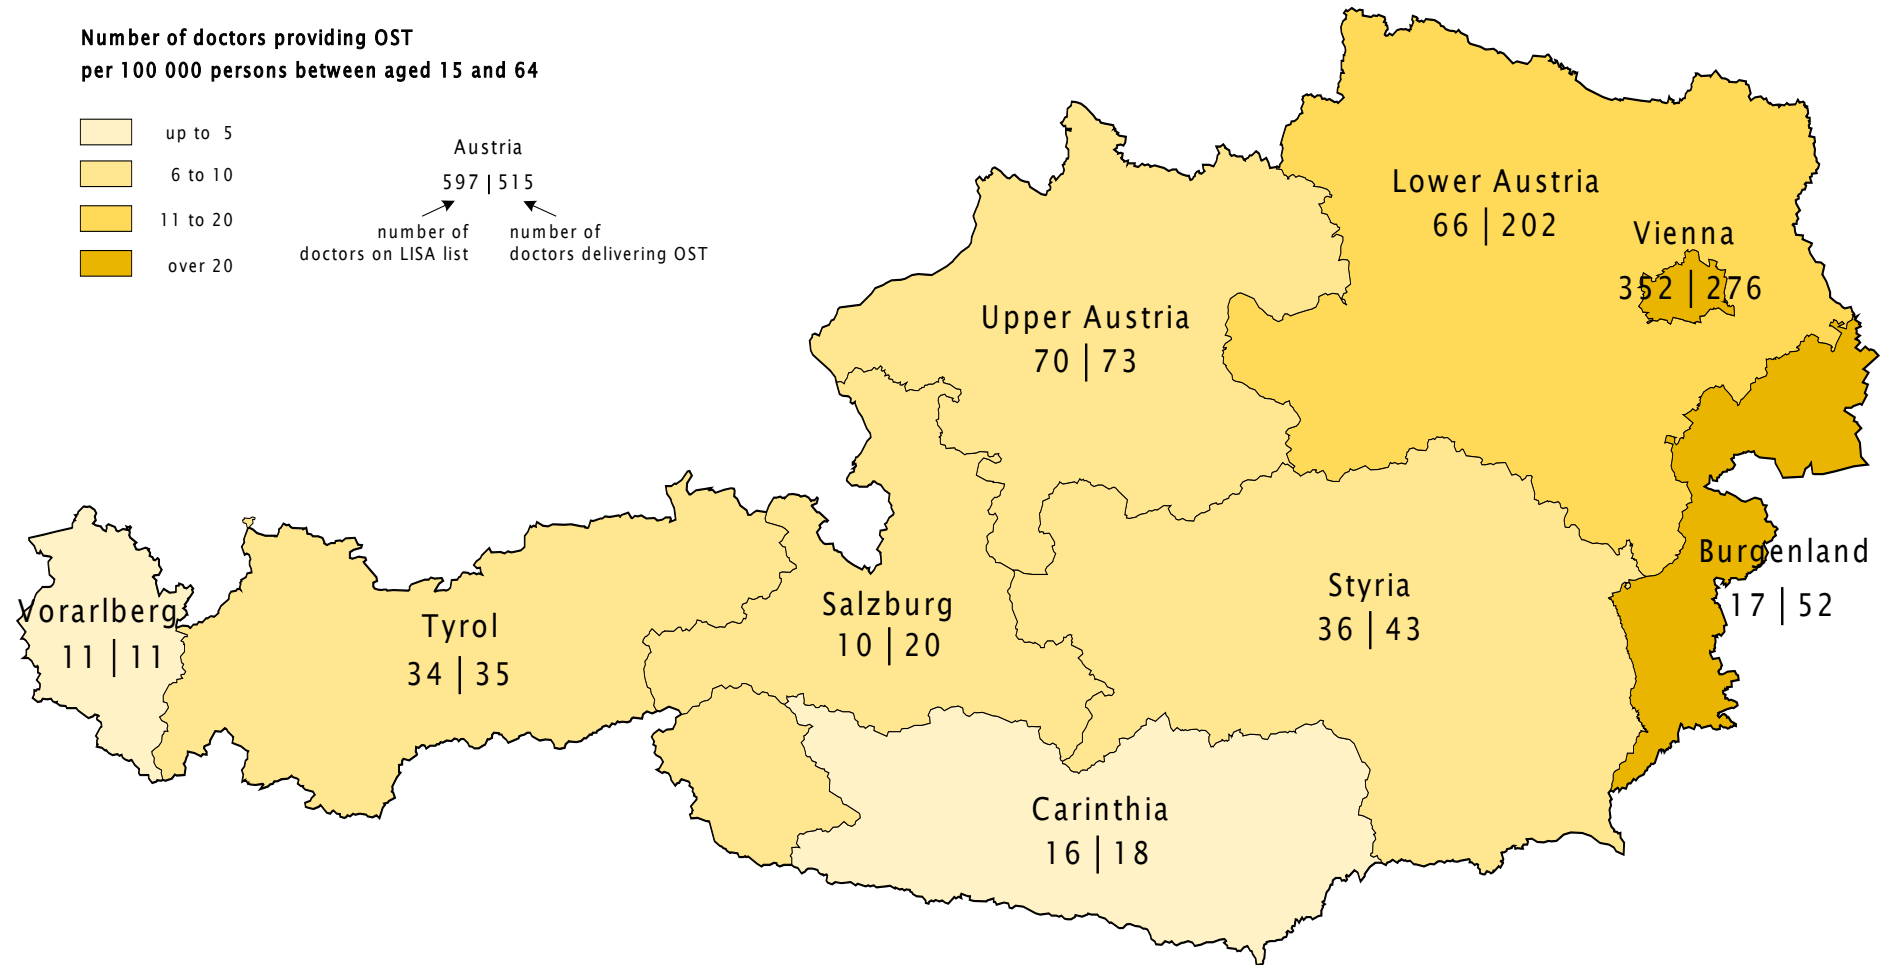 Number of doctors providing OST
per 100 000 persons between aged 15 and 64
up to 5
6 to 10
11 to 20
over 20
Austria
597 | 515
number of
doctors on LISA list
number of
doctors delivering OST
Lower Austria
66 | 202
Vienna
352 | 276
Upper Austria
70 | 73
Burgenland
17 | 52
Styria
36 | 43
Salzburg
10 | 20
Vorarlberg
11 | 11
Tyrol
34 | 35
Carinthia
16 | 18